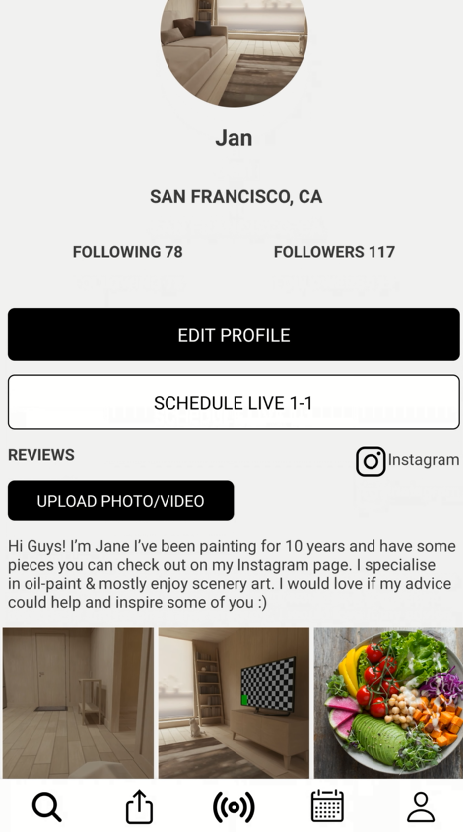 Jan
SAN FRANCISCO, CA
FOLLOWING 78
FOLLOWERS 117
EDIT PROFILE
SCHEDULE LIVE 1-1
REVIEWS
Instagram
UPLOAD PHOTO/VIDEO
Hi Guys! I'm Jane I've been painting for 10 years and have some
pieces you can check out on my Instagram page. I specialise
in oil-paint & mostly enjoy scenery art. I would love if my advice
could help and inspire some of you :)